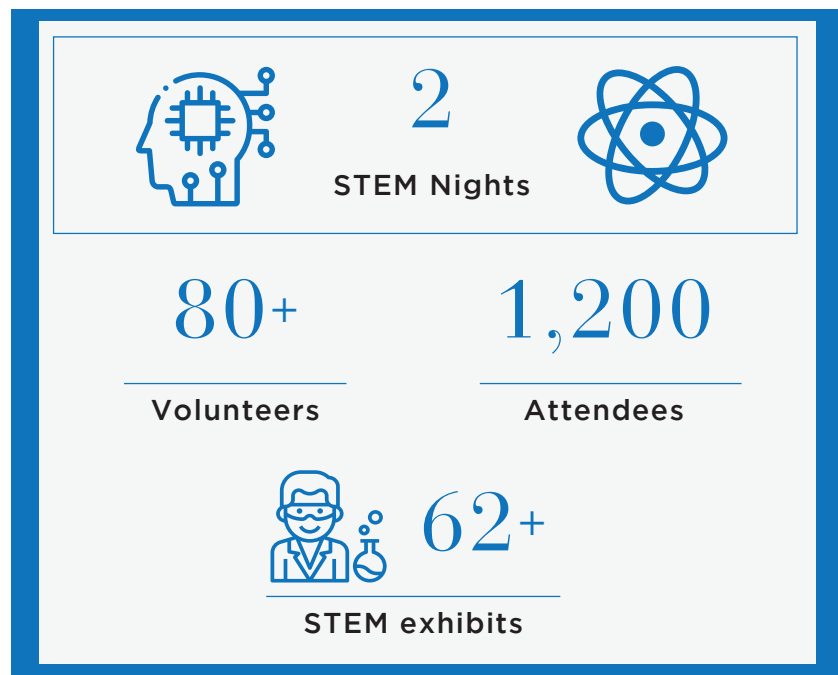 2
STEM Nights
80+
1,200
Volunteers
Attendees
62+
STEM exhibits